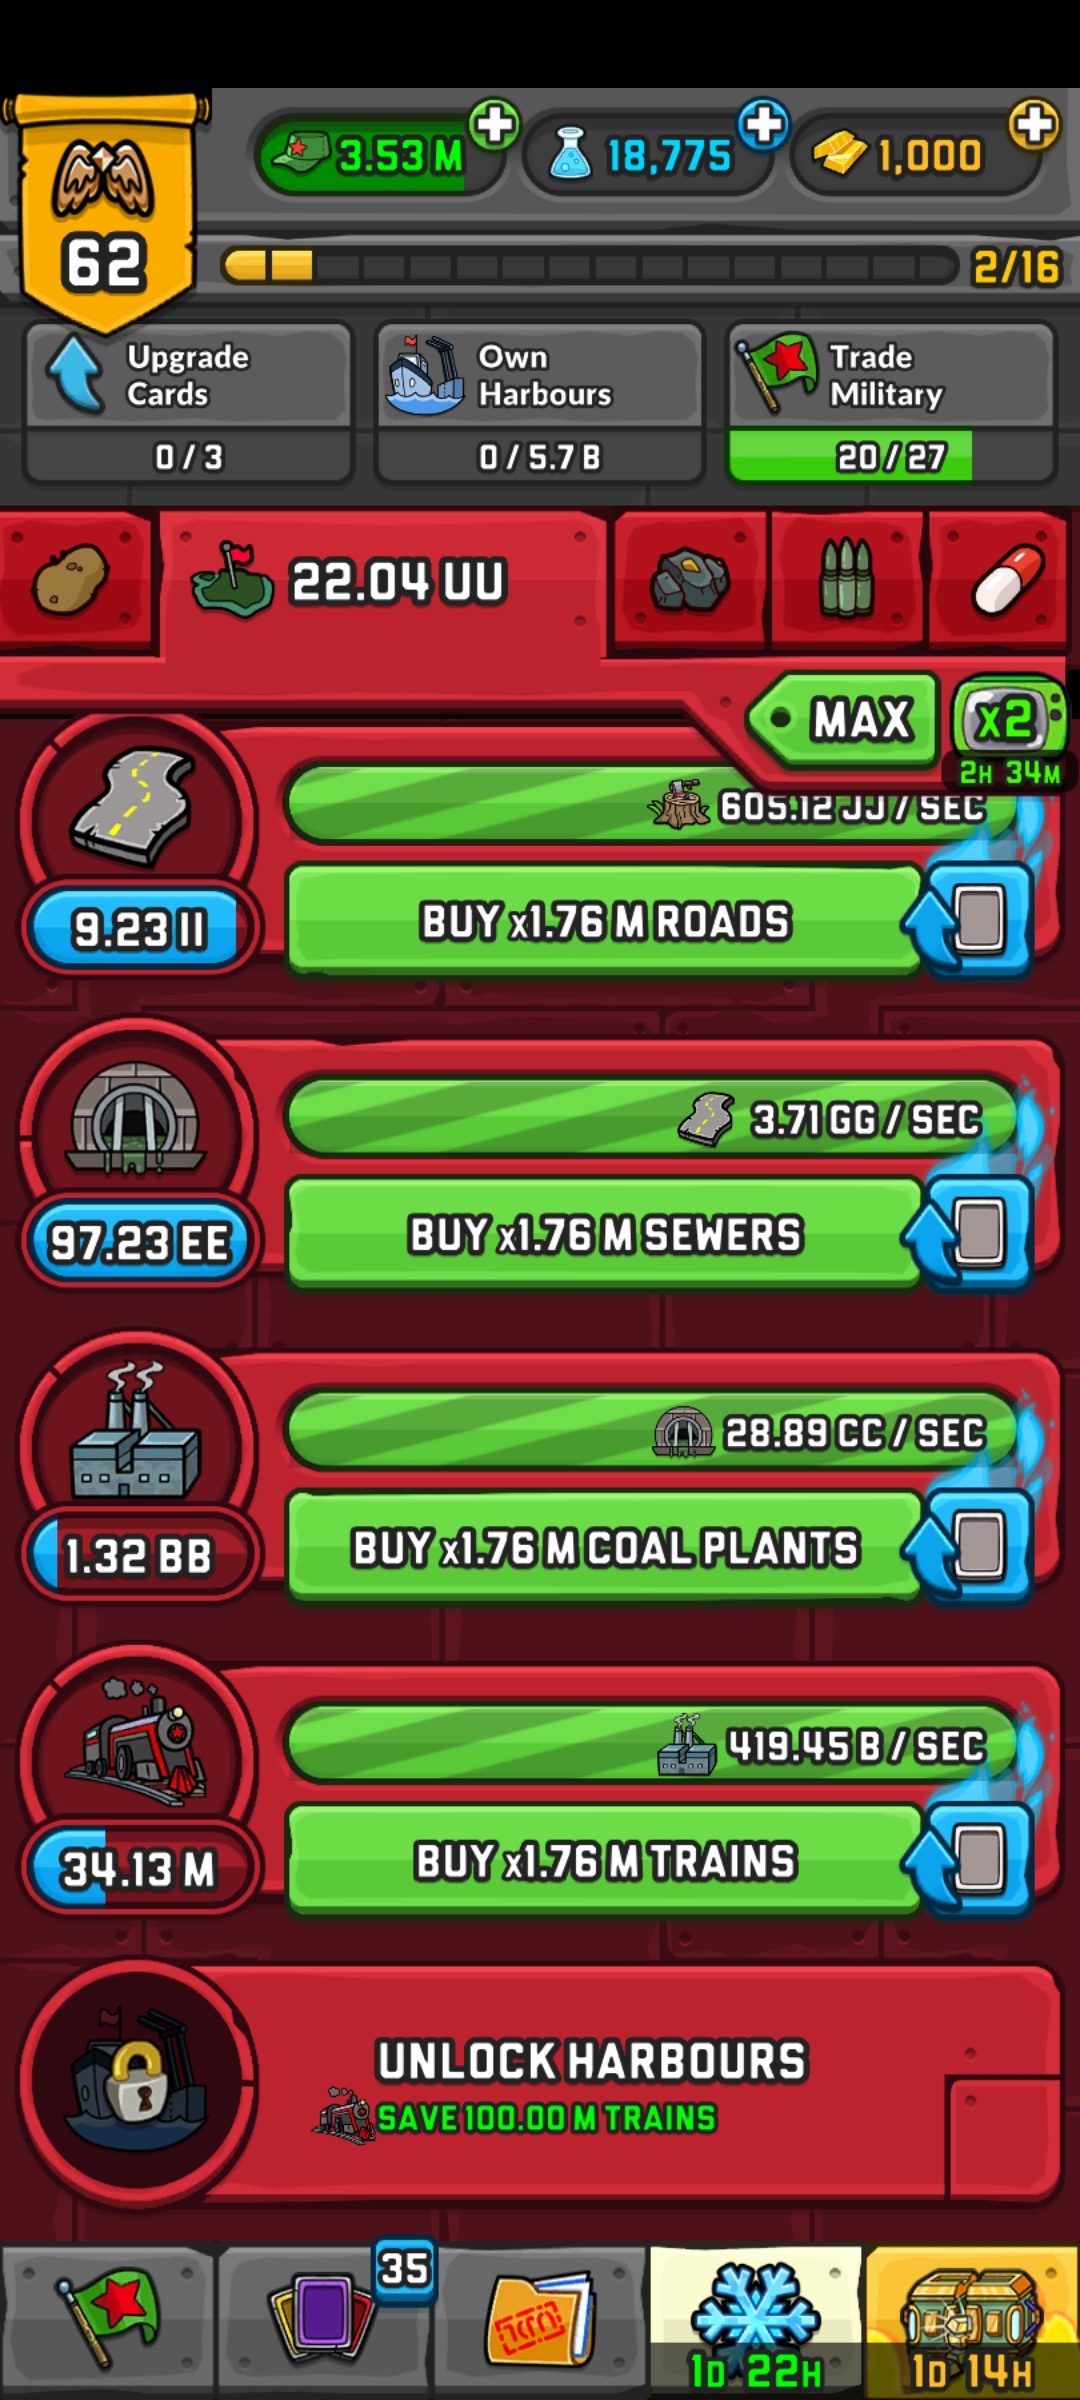 3.53 M
18,775
1,000
62
2/16
Upgrade Cards
0 / 3
Own Harbours
0 / 5.7 B
Trade Military
20 / 27
22.04 UU
MAX
x2
2H 34M
605.12 JJ / SEC
9.23 II
BUY x1.76 M ROADS
3.71 GG / SEC
97.23 EE
BUY x1.76 M SEWERS
28.89 CC / SEC
1.32 BB
BUY x1.76 M COAL PLANTS
419.45 B / SEC
34.13 M
BUY x1.76 M TRAINS
UNLOCK HARBOURS
SAVE 100.00 M TRAINS
35
1D 22H
1D 14H